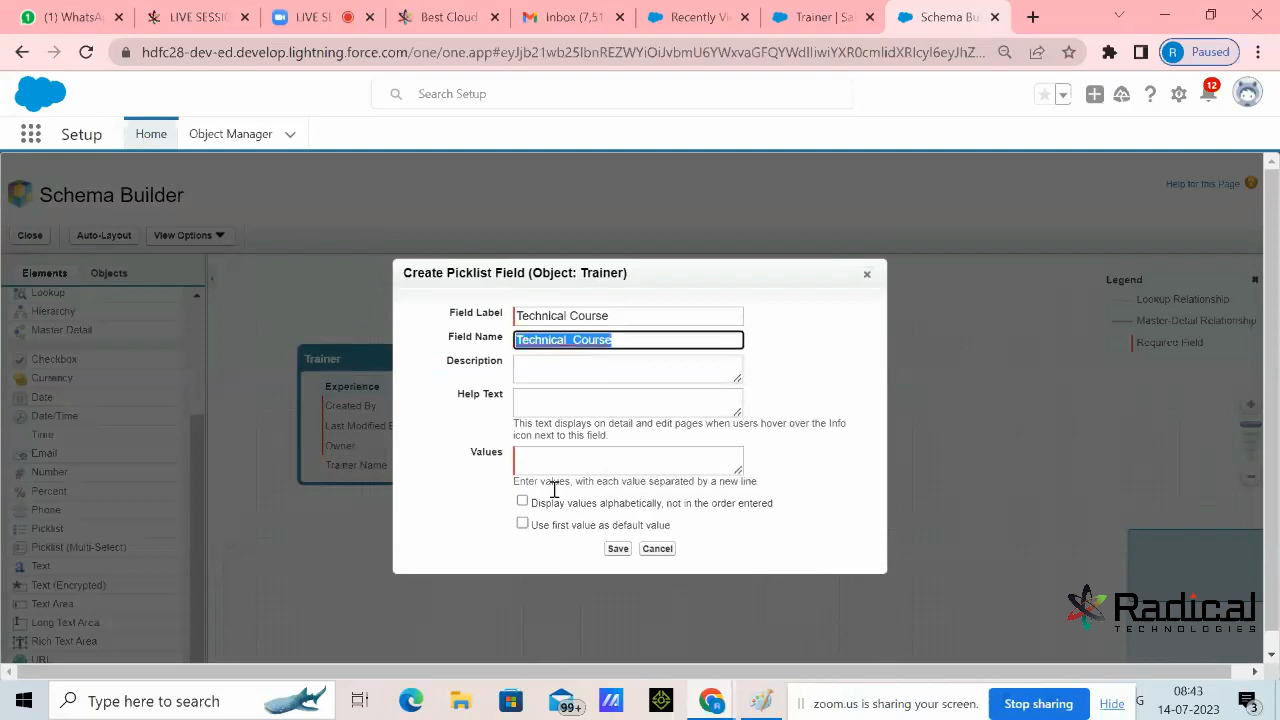 WhatsA
LIVE SESSI
LIVE SE
Best Cloud
Inbox (7,51
Recently Vi
Trainer | Sal
Schema Bui
hdfc28-dev-ed.develop.lightning.force.com/one/one.app#eyJjb21wb25lbnREZWYiOiJvbmU6YWxvaGFQYWdlIiwiYXR0cmlidXRlcyI6eyJhZ...
R Paused
Search Setup
12
Setup
Home
Object Manager
Schema Builder
Help for this Page
Close
Auto-Layout
View Options
Elements
Objects
Lookup
Hierarchy
Master Detail
Checkbox
Currency
Date
Date/Time
Time
Email
Number
Percent
Phone
Picklist
Picklist (Multi-Select)
Text
Text (Encrypted)
Text Area
Long Text Area
Rich Text Area
URL
Trainer
Experience
Created By
Last Modified B
Owner
Trainer Name
Create Picklist Field (Object: Trainer)
Field Label
Technical Course
Field Name
Technical_Course
Description
Help Text
This text displays on detail and edit pages when users hover over the Info
icon next to this field.
Values
Enter values, with each value separated by a new line
Display values alphabetically, not in the order entered
Use first value as default value
Save
Cancel
Legend
Lookup Relationship
Master-Detail Relationship
Required Field
Radical
TECHNOLOGIES
Type here to search
99+
zoom.us is sharing your screen.
Stop sharing
Hide
G
08:43
14-07-2023
3